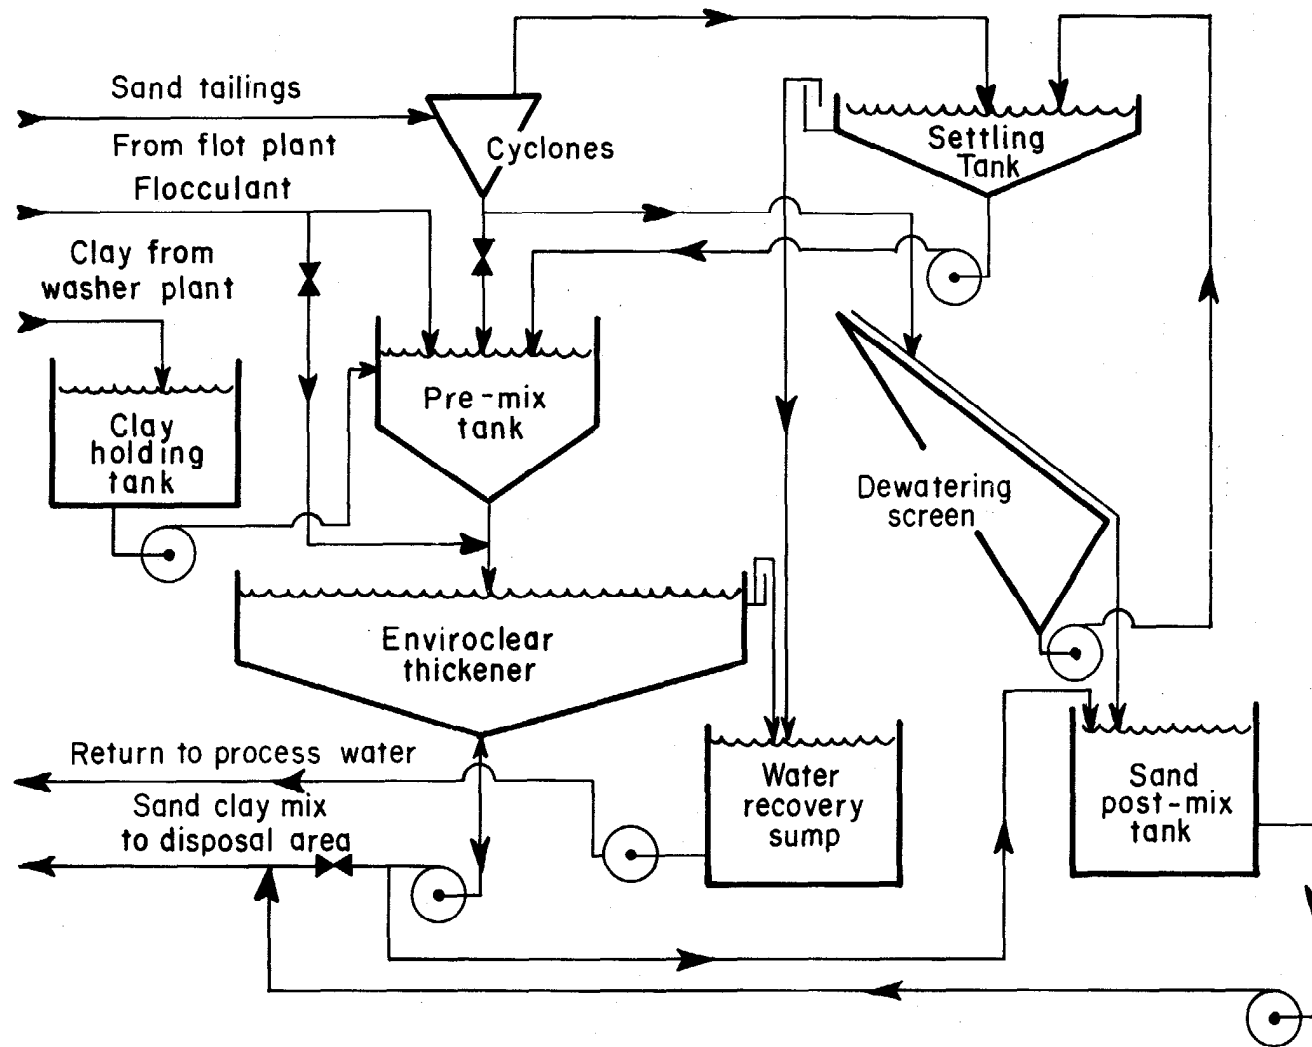 Sand tailings
From flot plant
Flocculant
Clay from
washer plant
Cyclones
Settling
Tank
Clay
holding
tank
Pre-mix
tank
Dewatering
screen
Enviroclear
thickener
Return to process water
Sand clay mix
to disposal area
Water
recovery
sump
Sand
post-mix
tank